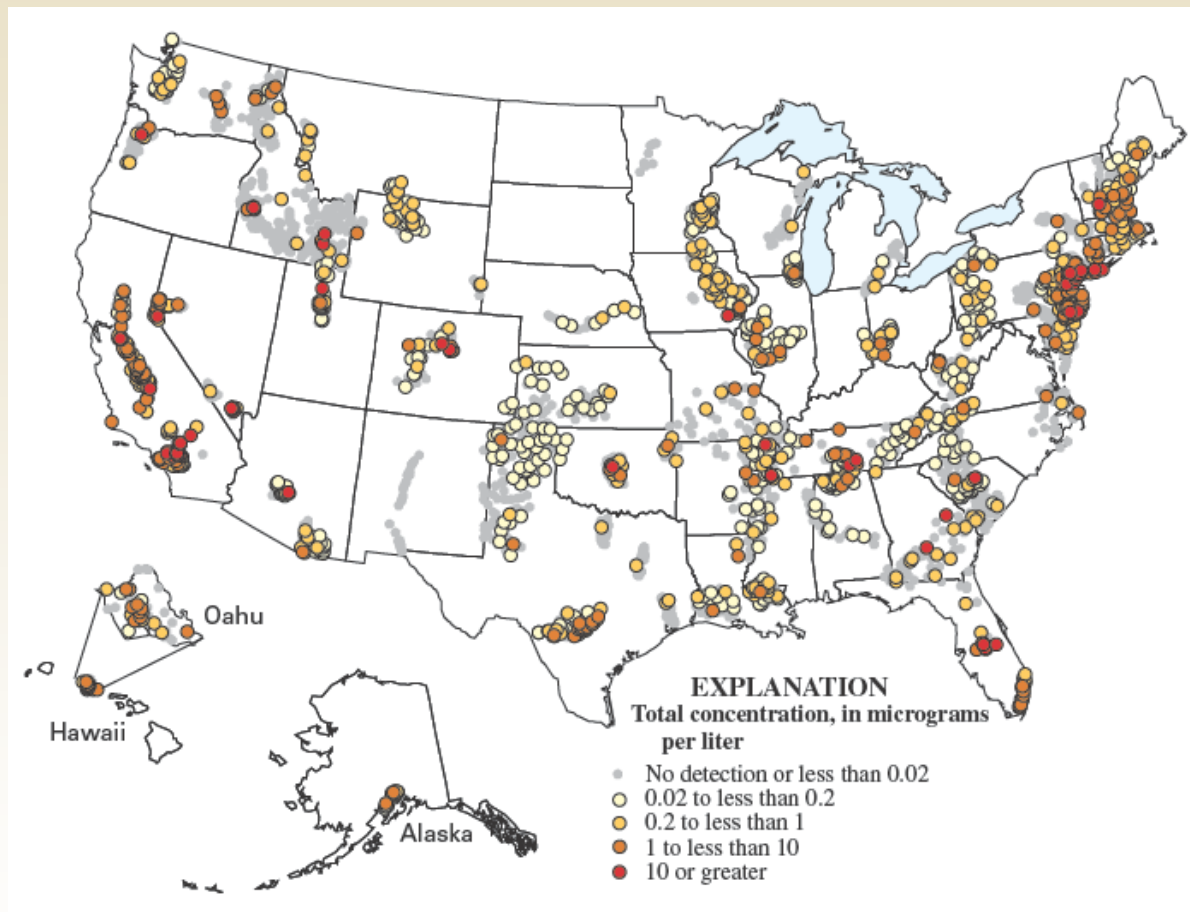 Oahu
Hawaii
Alaska
EXPLANATION
Total concentration, in micrograms
per liter
No detection or less than 0.02
0.02 to less than 0.2
0.2 to less than 1
1 to less than 10
10 or greater